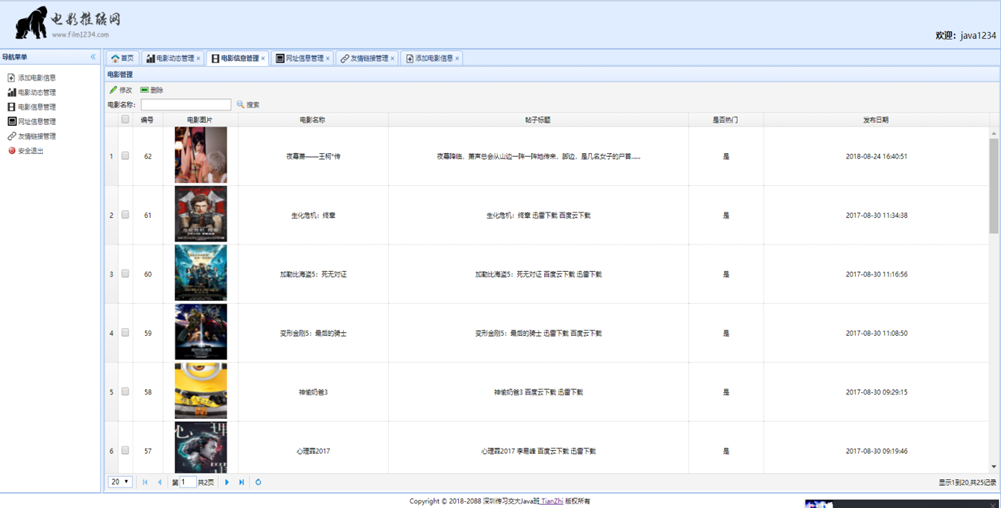 电影推酷网
www.film1234.com
欢迎：java1234
导航菜单
首页 电影动态管理 电影信息管理 网址信息管理 友情链接管理 添加电影信息
添加电影信息
电影动态管理
电影信息管理
网址信息管理
友情链接管理
安全退出
电影管理
修改 删除
电影名称： 搜索
编号 电影图片 电影名称 帖子标题 是否热门 发布日期
1 62 夜幕萧——王柯*传 夜幕降临，萧声总会从山边一阵一阵地传来，脚边，是几名女子的尸首...... 是 2018-08-24 16:40:51
2 61 生化危机：终章 生化危机：终章 迅雷下载 百度云下载 是 2017-08-30 11:34:38
3 60 加勒比海盗5：死无对证 加勒比海盗5：死无对证 百度云下载 迅雷下载 是 2017-08-30 11:16:56
4 59 变形金刚5：最后的骑士 变形金刚5：最后的骑士 迅雷下载 百度云下载 是 2017-08-30 11:08:50
5 58 神偷奶爸3 神偷奶爸3 百度云下载 迅雷下载 是 2017-08-30 09:29:15
6 57 心理罪2017 心理罪2017 李易峰 百度云下载 迅雷下载 是 2017-08-30 09:19:46
20 第 1 共2页 显示1到20,共25记录
Copyright © 2018-2088 深圳传习交大Java班 TianZhi 版权所有